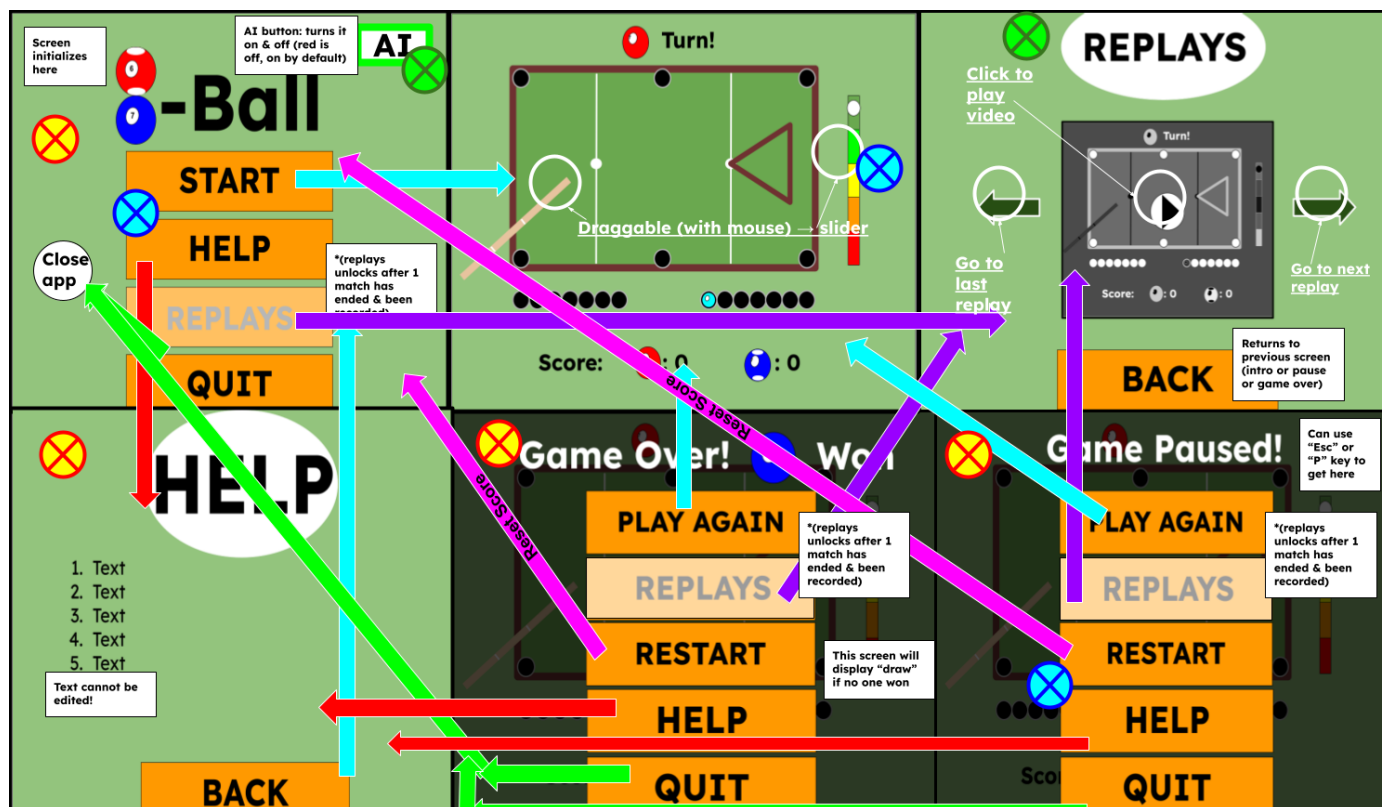 Screen
initializes
here
AI button: turns it
on & off (red is
off, on by default)
AI
6
7
-Ball
START
HELP
REPLAYS
QUIT
Close
app
*(replays
unlocks after 1
match has
ended & been
recorded)
Turn!
Draggable (with mouse) → slider
Score:
: 0
: 0
REPLAYS
Click to
play
video
Turn!
Score:
: 0
: 0
Go to
last
replay
Go to next
replay
BACK
Returns to
previous screen
(intro or pause
or game over)
HELP
1. Text
2. Text
3. Text
4. Text
5. Text
Text cannot be
edited!
BACK
Reset Score
Reset Score
Game Over!
Won
PLAY AGAIN
REPLAYS
RESTART
HELP
QUIT
*(replays
unlocks after 1
match has
ended & been
recorded)
This screen will
display “draw”
if no one won
Game Paused!
Can use
“Esc” or
“P” key to
get here
PLAY AGAIN
REPLAYS
RESTART
HELP
QUIT
*(replays
unlocks after 1
match has
ended & been
recorded)